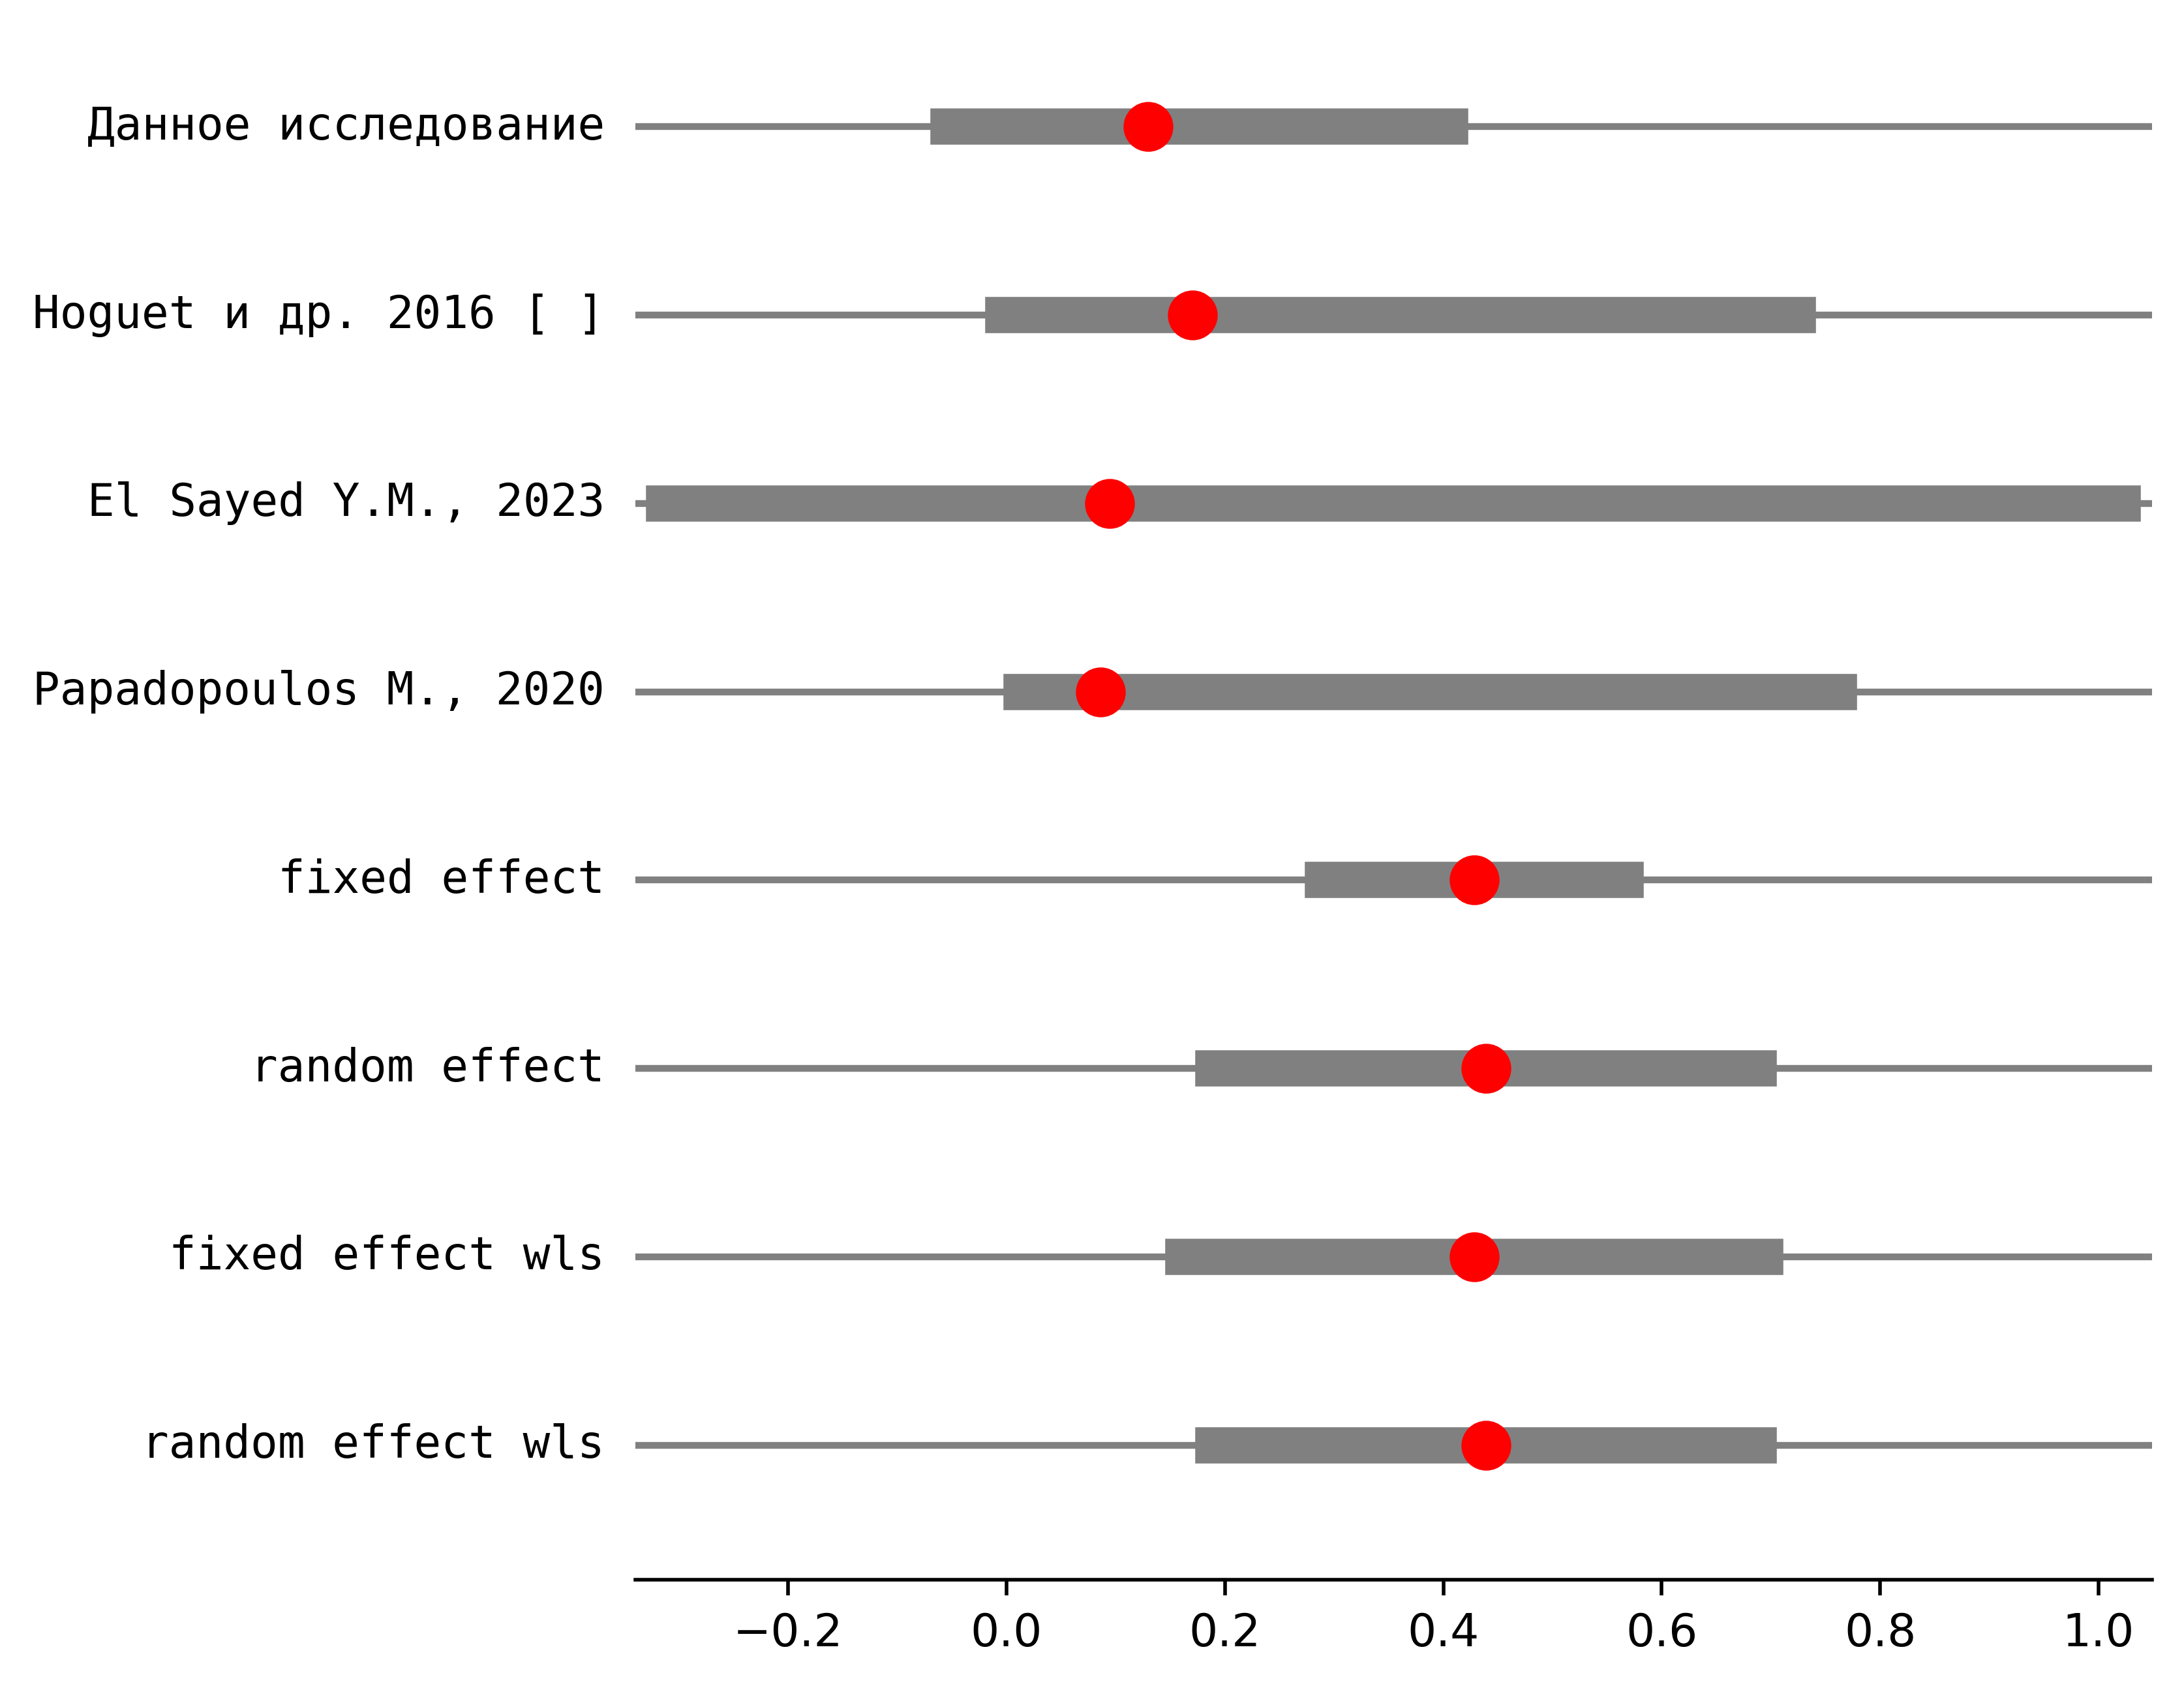 Данное исследование
Hoguet и др. 2016 [ ]
El Sayed Y.M., 2023
Papadopoulos M., 2020
fixed effect
random effect
fixed effect wls
random effect wls
−0.2 0.0 0.2 0.4 0.6 0.8 1.0